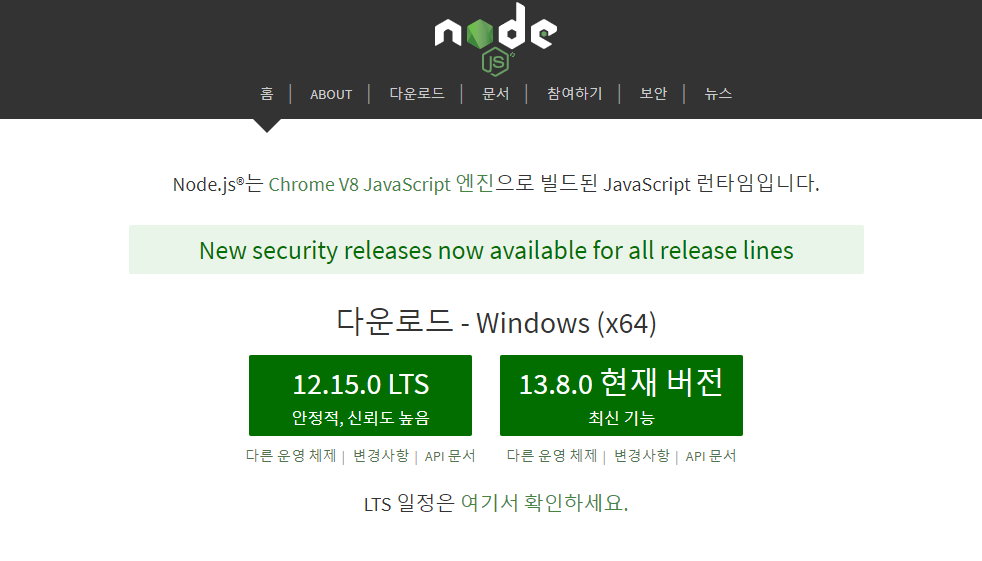 node
JS
홈 | ABOUT | 다운로드 | 문서 | 참여하기 | 보안 | 뉴스
Node.js®는 Chrome V8 JavaScript 엔진으로 빌드된 JavaScript 런타임입니다.
New security releases now available for all release lines
다운로드 - Windows (x64)
12.15.0 LTS
안정적, 신뢰도 높음
13.8.0 현재 버전
최신 기능
다른 운영 체제 | 변경사항 | API 문서
다른 운영 체제 | 변경사항 | API 문서
LTS 일정은 여기서 확인하세요.